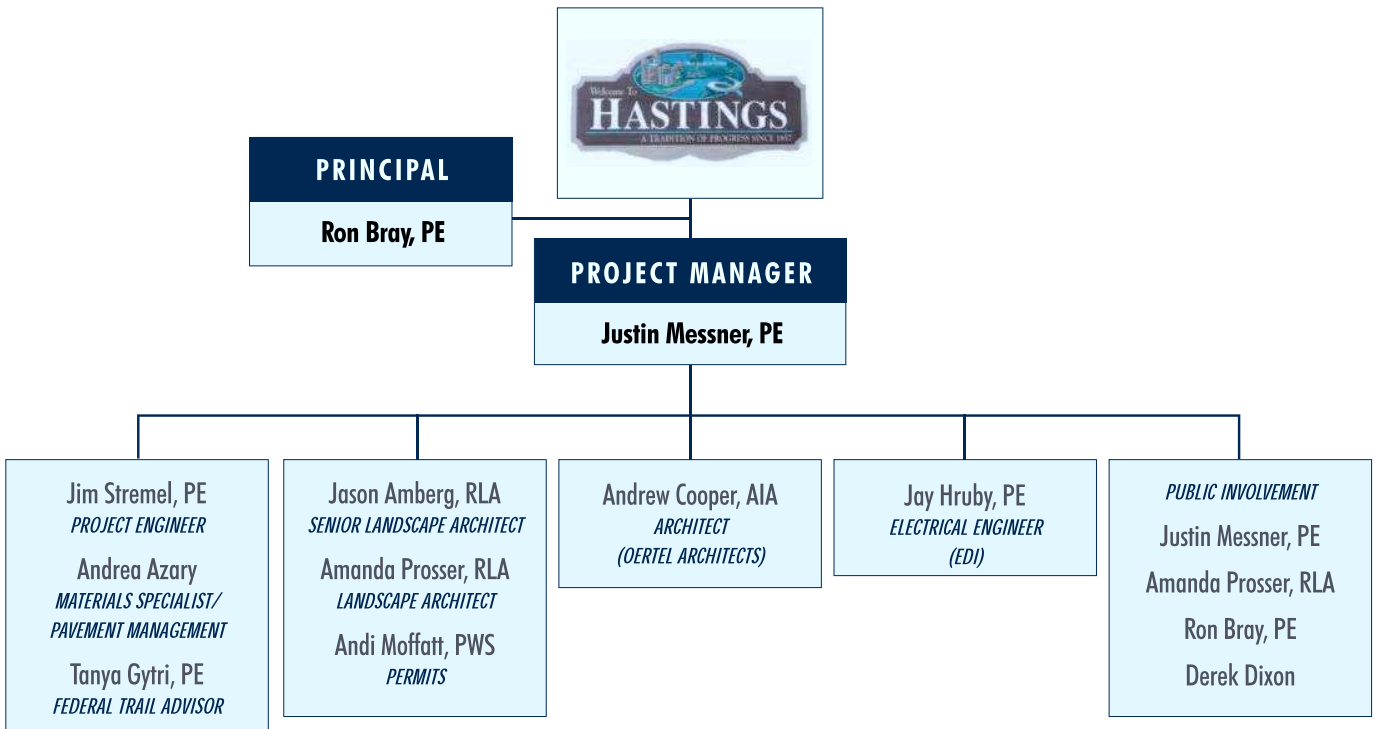 Welcome To
HASTINGS
A TRADITION OF PROGRESS SINCE 1857
PRINCIPAL
Ron Bray, PE
PROJECT MANAGER
Justin Messner, PE
Jim Stremel, PE
PROJECT ENGINEER
Andrea Azary
MATERIALS SPECIALIST/
PAVEMENT MANAGEMENT
Tanya Gytri, PE
FEDERAL TRAIL ADVISOR
Jason Amberg, RLA
SENIOR LANDSCAPE ARCHITECT
Amanda Prosser, RLA
LANDSCAPE ARCHITECT
Andi Moffatt, PWS
PERMITS
Andrew Cooper, AIA
ARCHITECT
(OERTEL ARCHITECTS)
Jay Hruby, PE
ELECTRICAL ENGINEER
(EDI)
PUBLIC INVOLVEMENT
Justin Messner, PE
Amanda Prosser, RLA
Ron Bray, PE
Derek Dixon